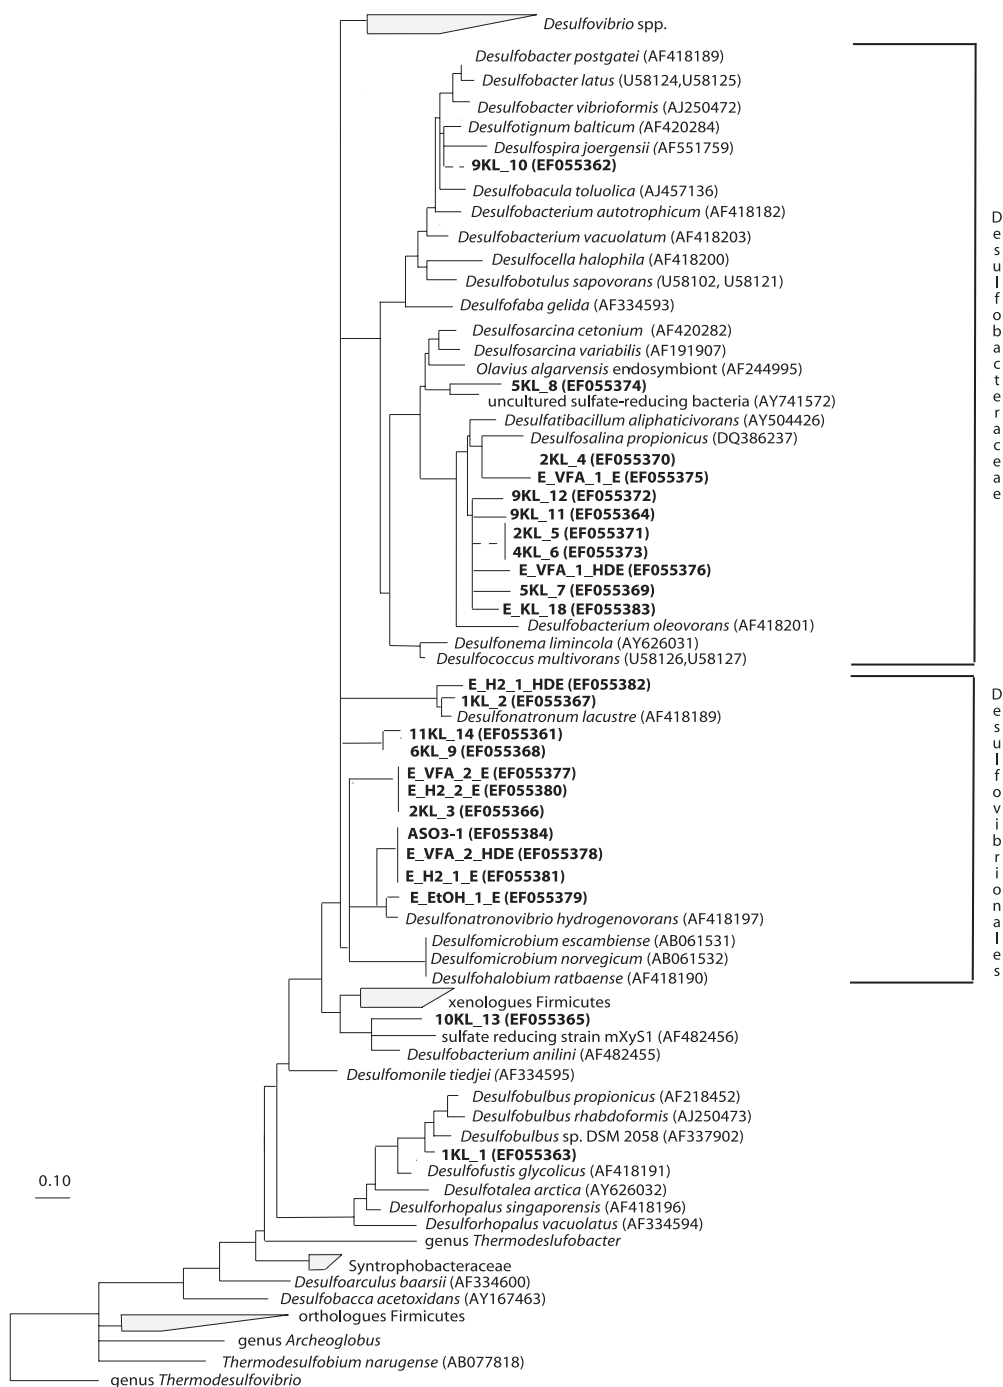 Desulfovibrio spp.
Desulfobacter postgatei (AF418189)
Desulfobacter latus (U58124,U58125)
Desulfobacter vibrioformis (AJ250472)
Desulfotignum balticum (AF420284)
Desulfospira joergensii (AF551759)
9KL_10 (EF055362)
Desulfobacula toluolica (AJ457136)
Desulfobacterium autotrophicum (AF418182)
Desulfobacterium vacuolatum (AF418203)
Desulfocella halophila (AF418200)
Desulfobotulus sapovorans (U58102, U58121)
Desulfofaba gelida (AF334593)
Desulfosarcina cetonium (AF420282)
Desulfosarcina variabilis (AF191907)
Olavius algarvensis endosymbiont (AF244995)
5KL_8 (EF055374)
uncultured sulfate-reducing bacteria (AY741572)
Desulfatibacillum aliphaticivorans (AY504426)
Desulfosalina propionicus (DQ386237)
2KL_4 (EF055370)
E_VFA_1_E (EF055375)
9KL_12 (EF055372)
9KL_11 (EF055364)
2KL_5 (EF055371)
4KL_6 (EF055373)
E_VFA_1_HDE (EF055376)
5KL_7 (EF055369)
E_KL_18 (EF055383)
Desulfobacterium oleovorans (AF418201)
Desulfonema limincola (AY626031)
Desulfococcus multivorans (U58126,U58127)
Desulfobacteraceae
E_H2_1_HDE (EF055382)
1KL_2 (EF055367)
Desulfonatronum lacustre (AF418189)
11KL_14 (EF055361)
6KL_9 (EF055368)
E_VFA_2_E (EF055377)
E_H2_2_E (EF055380)
2KL_3 (EF055366)
ASO3-1 (EF055384)
E_VFA_2_HDE (EF055378)
E_H2_1_E (EF055381)
E_EtOH_1_E (EF055379)
Desulfonatronovibrio hydrogenovorans (AF418197)
Desulfomicrobium escambiense (AB061531)
Desulfomicrobium norvegicum (AB061532)
Desulfohalobium ratbaense (AF418190)
Desulfovibrionales
xenologues Firmicutes
10KL_13 (EF055365)
sulfate reducing strain mXyS1 (AF482456)
Desulfobacterium anilini (AF482455)
Desulfomonile tiedjei (AF334595)
Desulfobulbus propionicus (AF218452)
Desulfobulbus rhabdoformis (AJ250473)
Desulfobulbus sp. DSM 2058 (AF337902)
1KL_1 (EF055363)
Desulfofustis glycolicus (AF418191)
Desulfotalea arctica (AY626032)
Desulforhopalus singaporensis (AF418196)
Desulforhopalus vacuolatus (AF334594)
genus Thermodeslufobacter
0.10
Syntrophobacteraceae
Desulfoarculus baarsii (AF334600)
Desulfobacca acetoxidans (AY167463)
orthologues Firmicutes
genus Archeoglobus
Thermodesulfobium narugense (AB077818)
genus Thermodesulfovibrio